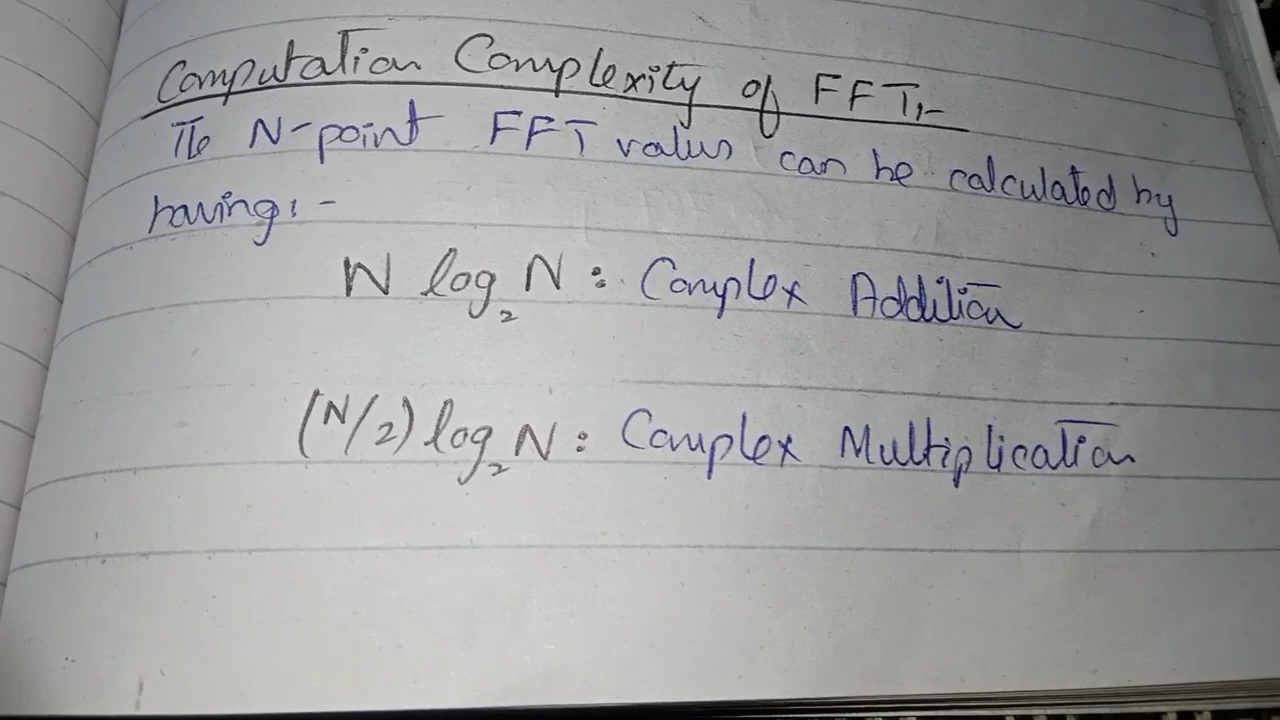 Computation Complexity of FFT:-
The N-point FFT values can be calculated by
having:-
N log₂ N : Complex Addition
(N/2) log₂ N : Complex Multiplication